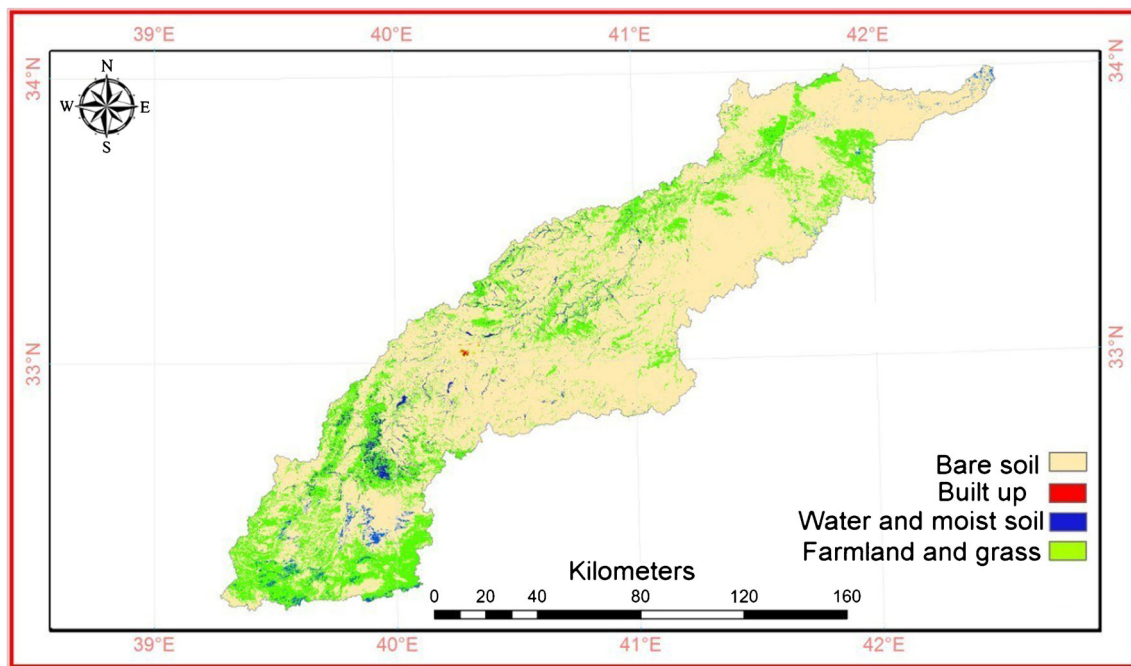 39°E 40°E 41°E 42°E
34°N 34°N
N
W E
S
33°N 33°N
Bare soil
Built up
Water and moist soil
Farmland and grass
Kilometers
0 20 40 80 120 160
39°E 40°E 41°E 42°E